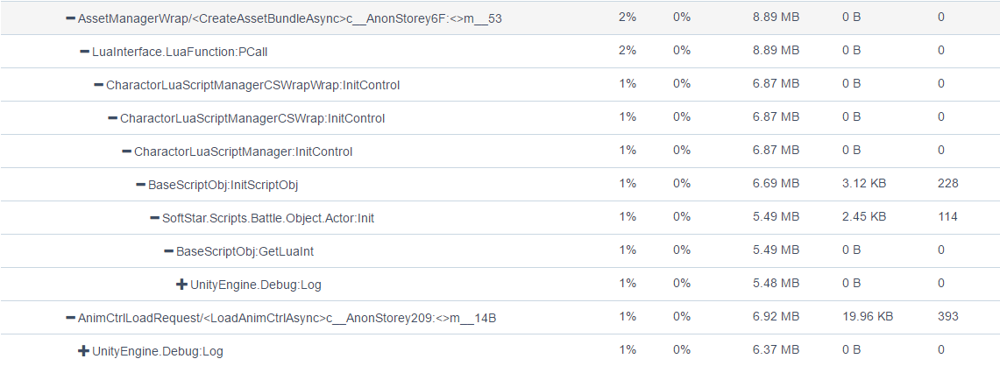 AssetManagerWrap/<CreateAssetBundleAsync>c__AnonStorey6F:<>m__53 2% 0% 8.89 MB 0 B 0
LuaInterface.LuaFunction:PCall 2% 0% 8.89 MB 0 B 0
CharactorLuaScriptManagerCSWrapWrap:InitControl 1% 0% 6.87 MB 0 B 0
CharactorLuaScriptManagerCSWrap:InitControl 1% 0% 6.87 MB 0 B 0
CharactorLuaScriptManager:InitControl 1% 0% 6.87 MB 0 B 0
BaseScriptObj:InitScriptObj 1% 0% 6.69 MB 3.12 KB 228
SoftStar.Scripts.Battle.Object.Actor:Init 1% 0% 5.49 MB 2.45 KB 114
BaseScriptObj:GetLuaInt 1% 0% 5.49 MB 0 B 0
UnityEngine.Debug:Log 1% 0% 5.48 MB 0 B 0
AnimCtrlLoadRequest/<LoadAnimCtrlAsync>c__AnonStorey209:<>m__14B 1% 0% 6.92 MB 19.96 KB 393
UnityEngine.Debug:Log 1% 0% 6.37 MB 0 B 0